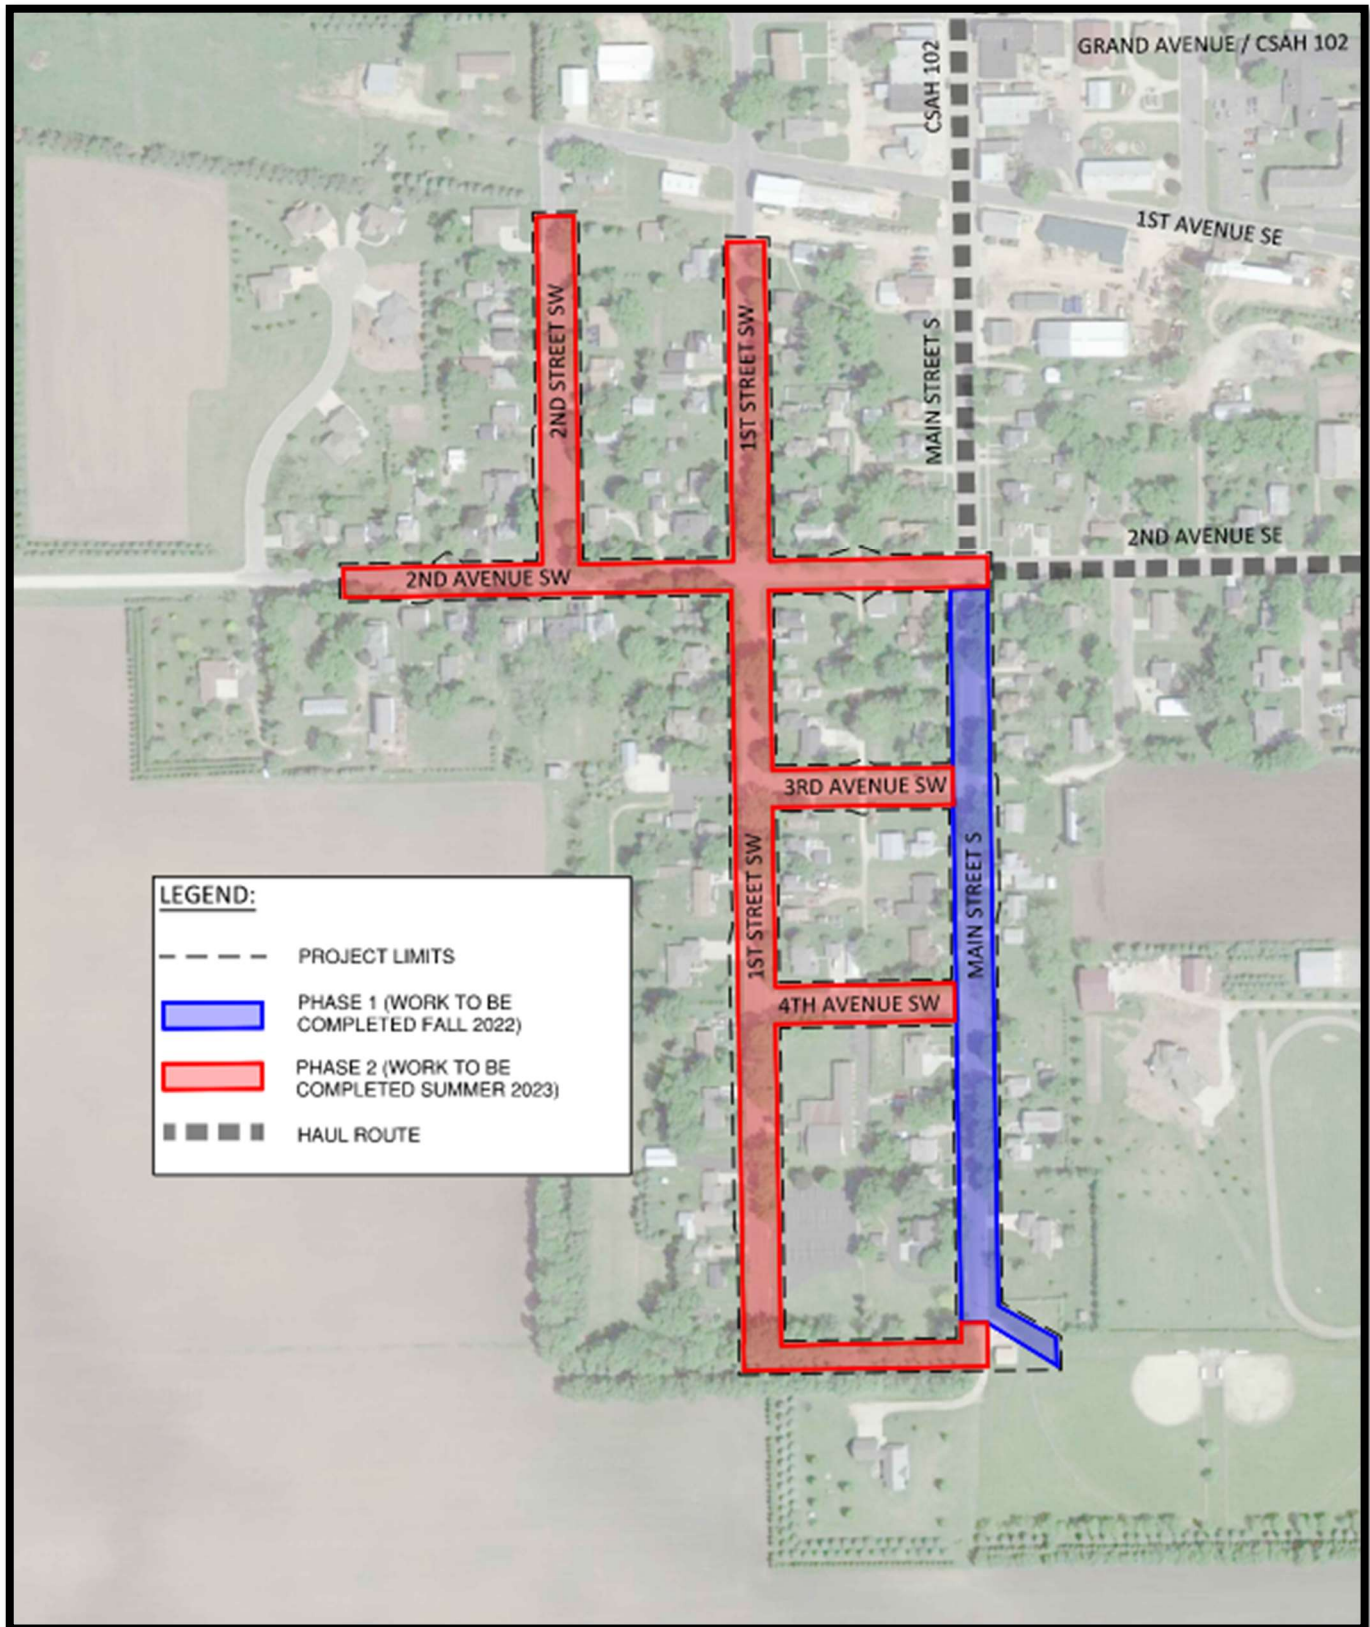 GRAND AVENUE / CSAH 102
CSAH 102
1ST AVENUE SE
2ND STREET SW
1ST STREET SW
MAIN STREET S
2ND AVENUE SE
2ND AVENUE SW
3RD AVENUE SW
1ST STREET SW
MAIN STREET S
4TH AVENUE SW
LEGEND:
PROJECT LIMITS
PHASE 1 (WORK TO BE
COMPLETED FALL 2022)
PHASE 2 (WORK TO BE
COMPLETED SUMMER 2023)
HAUL ROUTE